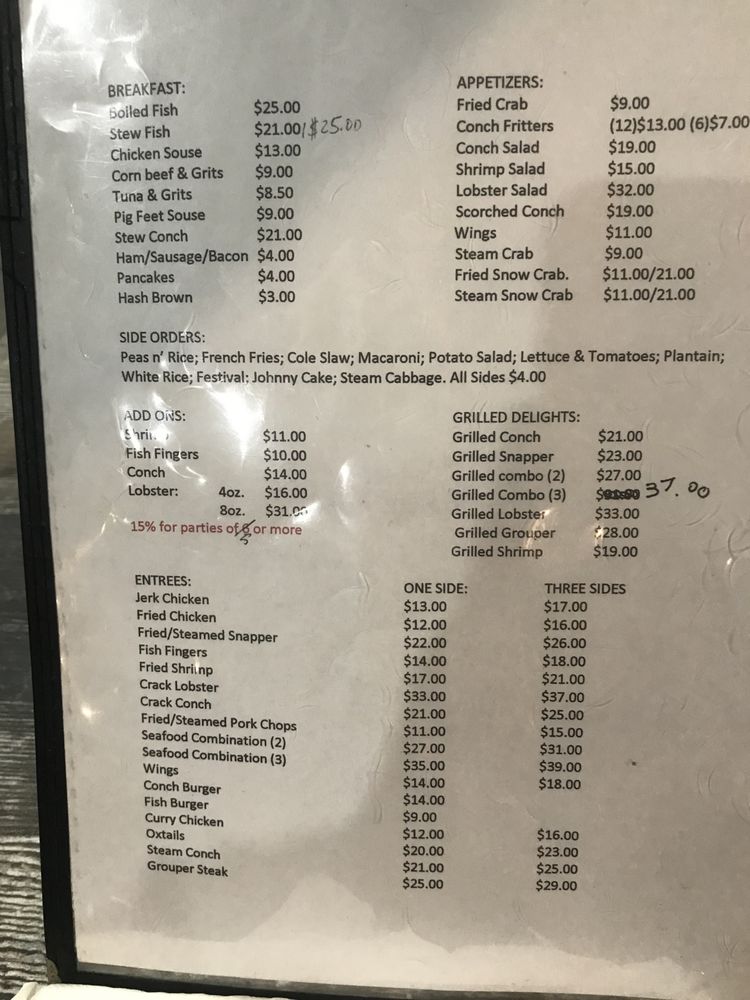 BREAKFAST:
Boiled Fish $25.00
Stew Fish $21.00/$25.00
Chicken Souse $13.00
Corn beef & Grits $9.00
Tuna & Grits $8.50
Pig Feet Souse $9.00
Stew Conch $21.00
Ham/Sausage/Bacon $4.00
Pancakes $4.00
Hash Brown $3.00
APPETIZERS:
Fried Crab $9.00
Conch Fritters (12)$13.00 (6)$7.00
Conch Salad $19.00
Shrimp Salad $15.00
Lobster Salad $32.00
Scorched Conch $19.00
Wings $11.00
Steam Crab $9.00
Fried Snow Crab. $11.00/21.00
Steam Snow Crab $11.00/21.00
SIDE ORDERS:
Peas n' Rice; French Fries; Cole Slaw; Macaroni; Potato Salad; Lettuce & Tomatoes; Plantain;
White Rice; Festival; Johnny Cake; Steam Cabbage. All Sides $4.00
ADD ONS:
Shrimp $11.00
Fish Fingers $10.00
Conch $14.00
Lobster: 4oz. $16.00
8oz. $31.00
15% for parties of 5 or more
GRILLED DELIGHTS:
Grilled Conch $21.00
Grilled Snapper $23.00
Grilled combo (2) $27.00
Grilled Combo (3) $37.00
Grilled Lobster $33.00
Grilled Grouper $28.00
Grilled Shrimp $19.00
ENTREES: ONE SIDE: THREE SIDES
Jerk Chicken $13.00 $17.00
Fried Chicken $12.00 $16.00
Fried/Steamed Snapper $22.00 $26.00
Fish Fingers $14.00 $18.00
Fried Shrimp $17.00 $21.00
Crack Lobster $33.00 $37.00
Crack Conch $21.00 $25.00
Fried/Steamed Pork Chops $11.00 $15.00
Seafood Combination (2) $27.00 $31.00
Seafood Combination (3) $35.00 $39.00
Wings $14.00 $18.00
Conch Burger $14.00
Fish Burger $9.00
Curry Chicken $12.00 $16.00
Oxtails $20.00 $23.00
Steam Conch $21.00 $25.00
Grouper Steak $25.00 $29.00